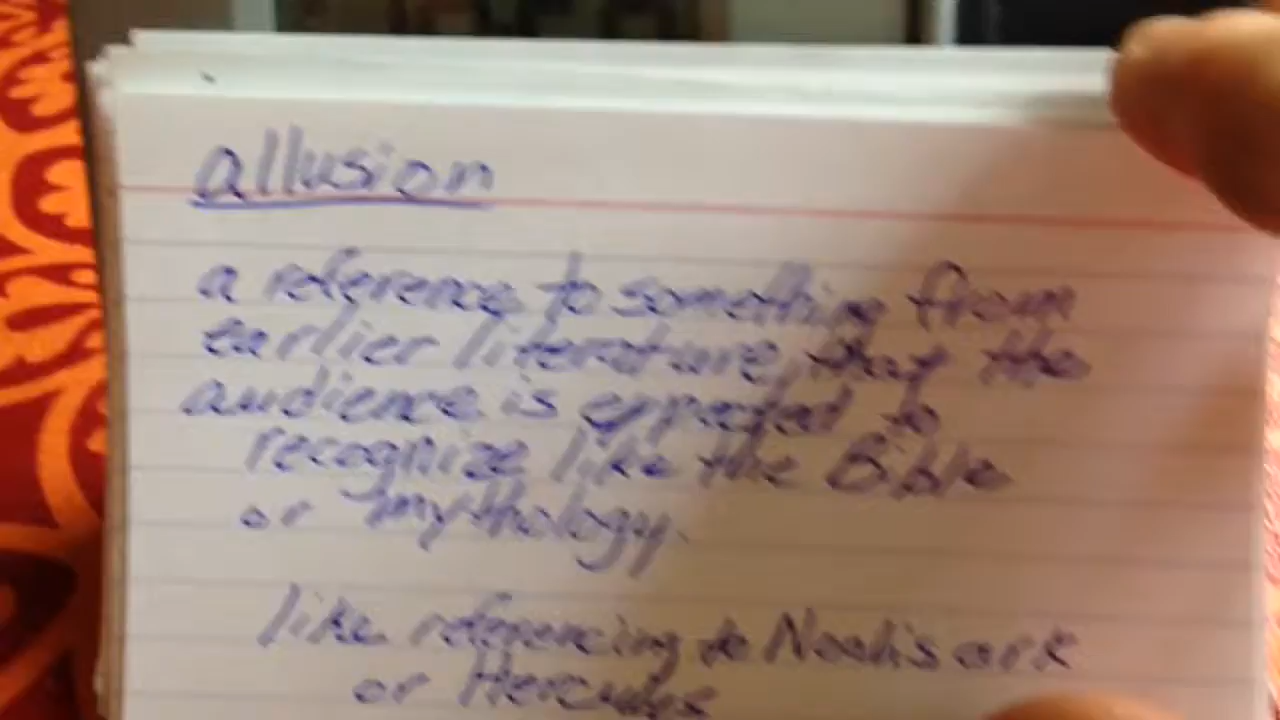 allusion
a reference to something from
earlier literature, that the
audience is expected to
recognize like the Bible
or mythology.
like referencing to Noah's ark
or Hercules